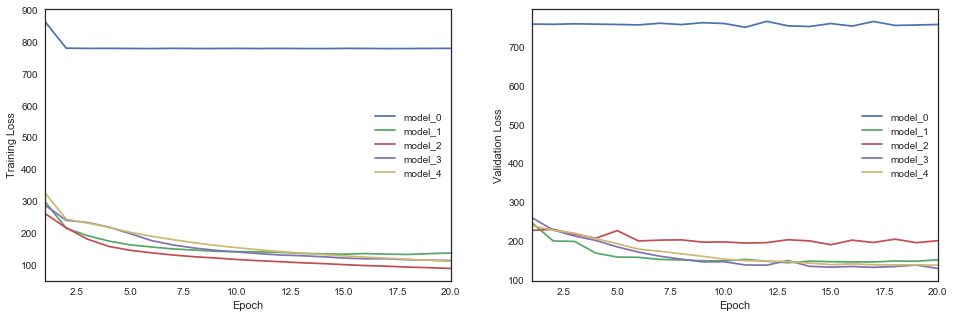 900
800
700
600
500
400
300
200
100
Training Loss
model_0
model_1
model_2
model_3
model_4
2.5 5.0 7.5 10.0 12.5 15.0 17.5 20.0
Epoch
700
600
500
400
300
200
100
Validation Loss
model_0
model_1
model_2
model_3
model_4
2.5 5.0 7.5 10.0 12.5 15.0 17.5 20.0
Epoch